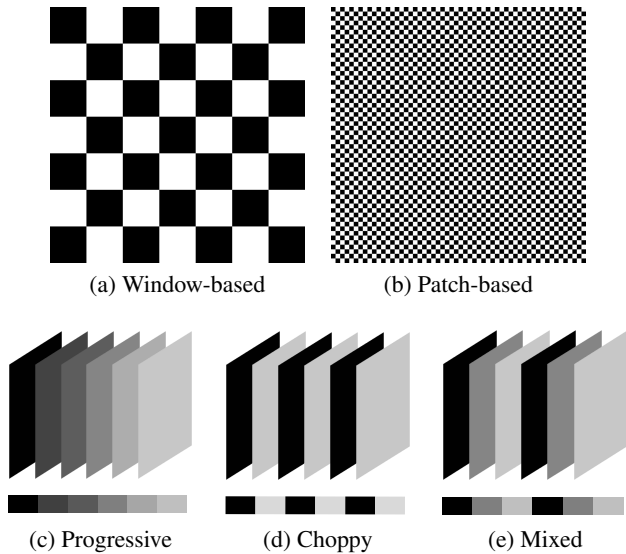 (a) Window-based
(b) Patch-based
(c) Progressive
(d) Choppy
(e) Mixed